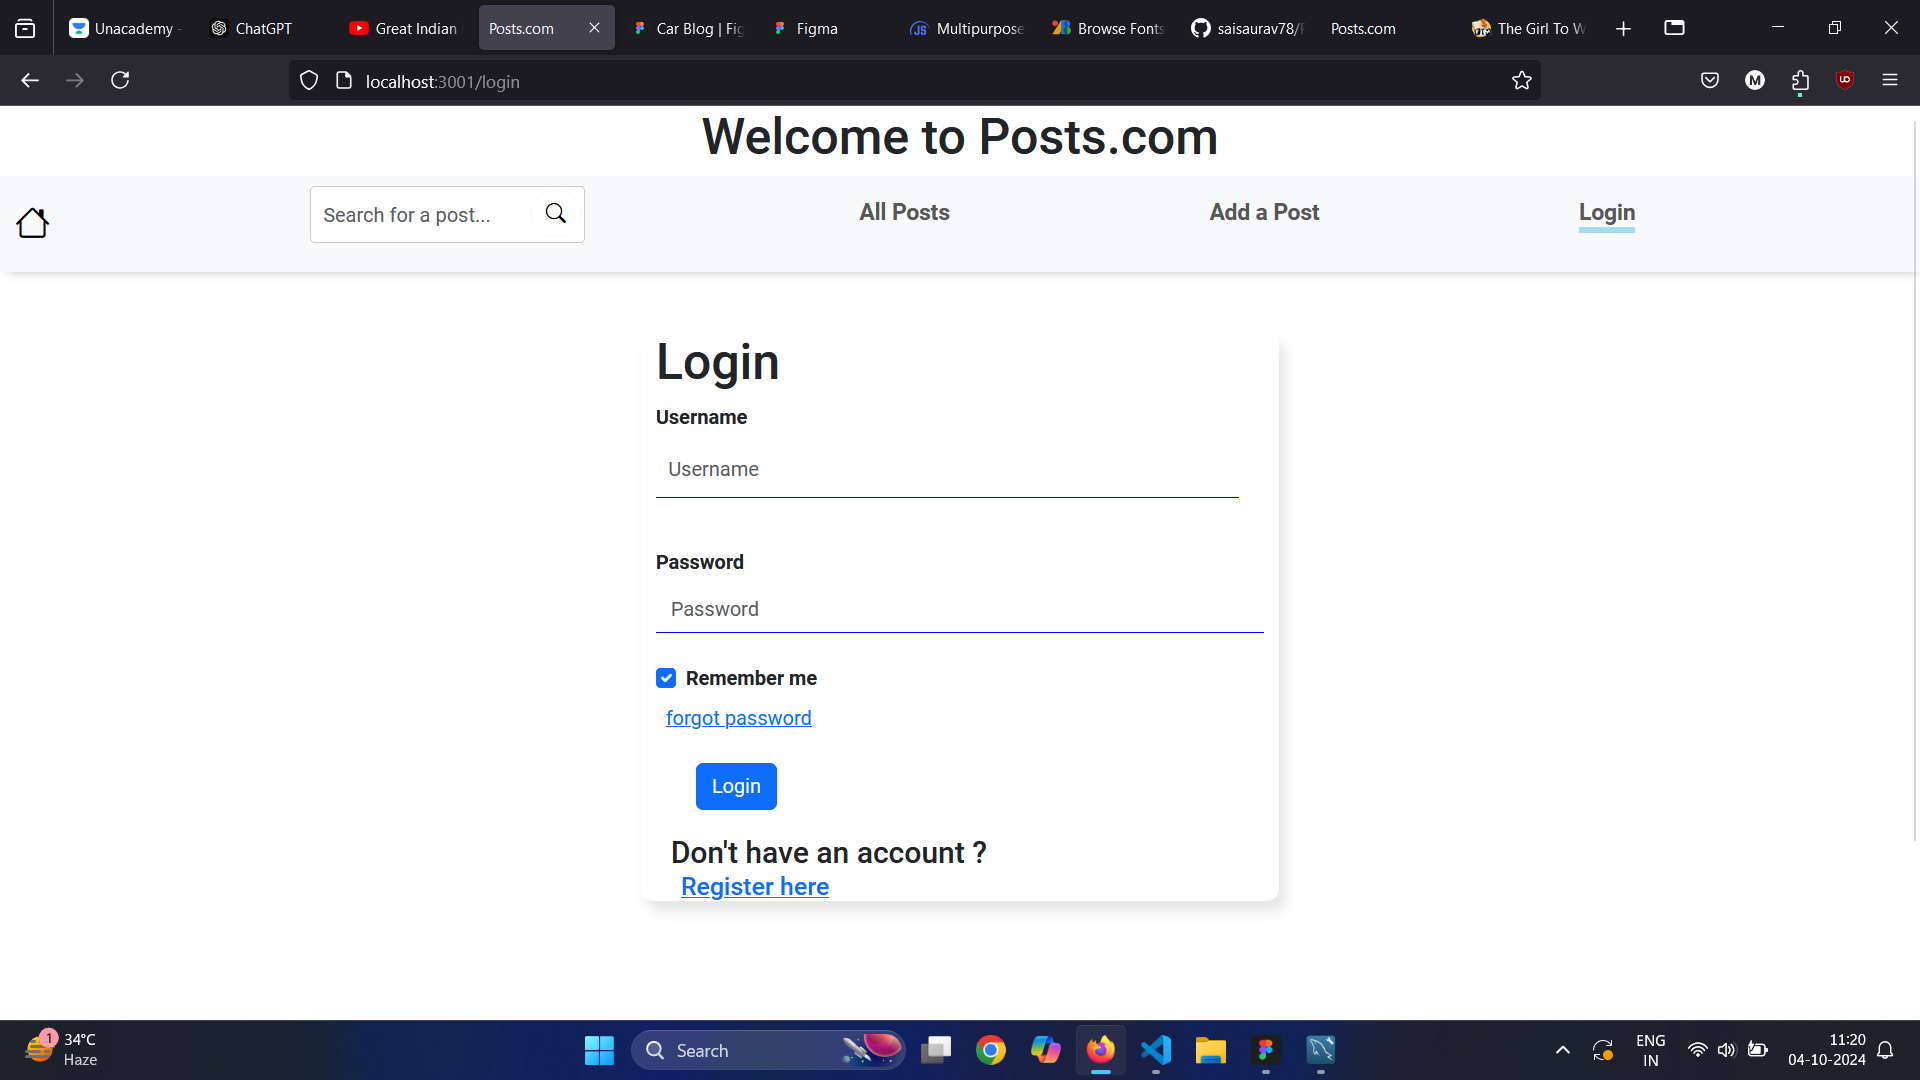 Unacademy
ChatGPT
Great Indian
Posts.com
Car Blog | Fig
Figma
JS Multipurpose
Browse Fonts
saisaurav78/
Posts.com
The Girl To W
localhost:3001/login
M
Welcome to Posts.com
Search for a post...
All Posts
Add a Post
Login
Login
Username
Username
Password
Password
Remember me
forgot password
Login
Don't have an account ?
Register here
1
34°C
Haze
Search
ENG
IN
11:20
04-10-2024